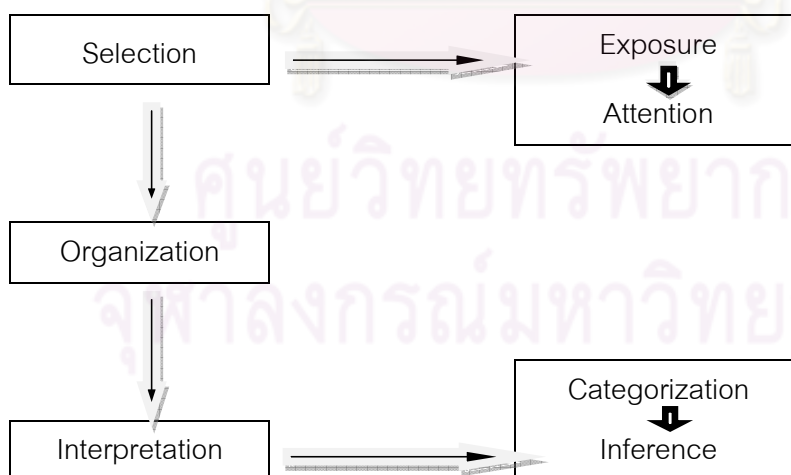 Selection
Exposure
Attention
ศูนย์วิทยทรัพยาก
Organization
จุฬาลงกรณ์มหาวิทย
Categorization
Interpretation
Inference